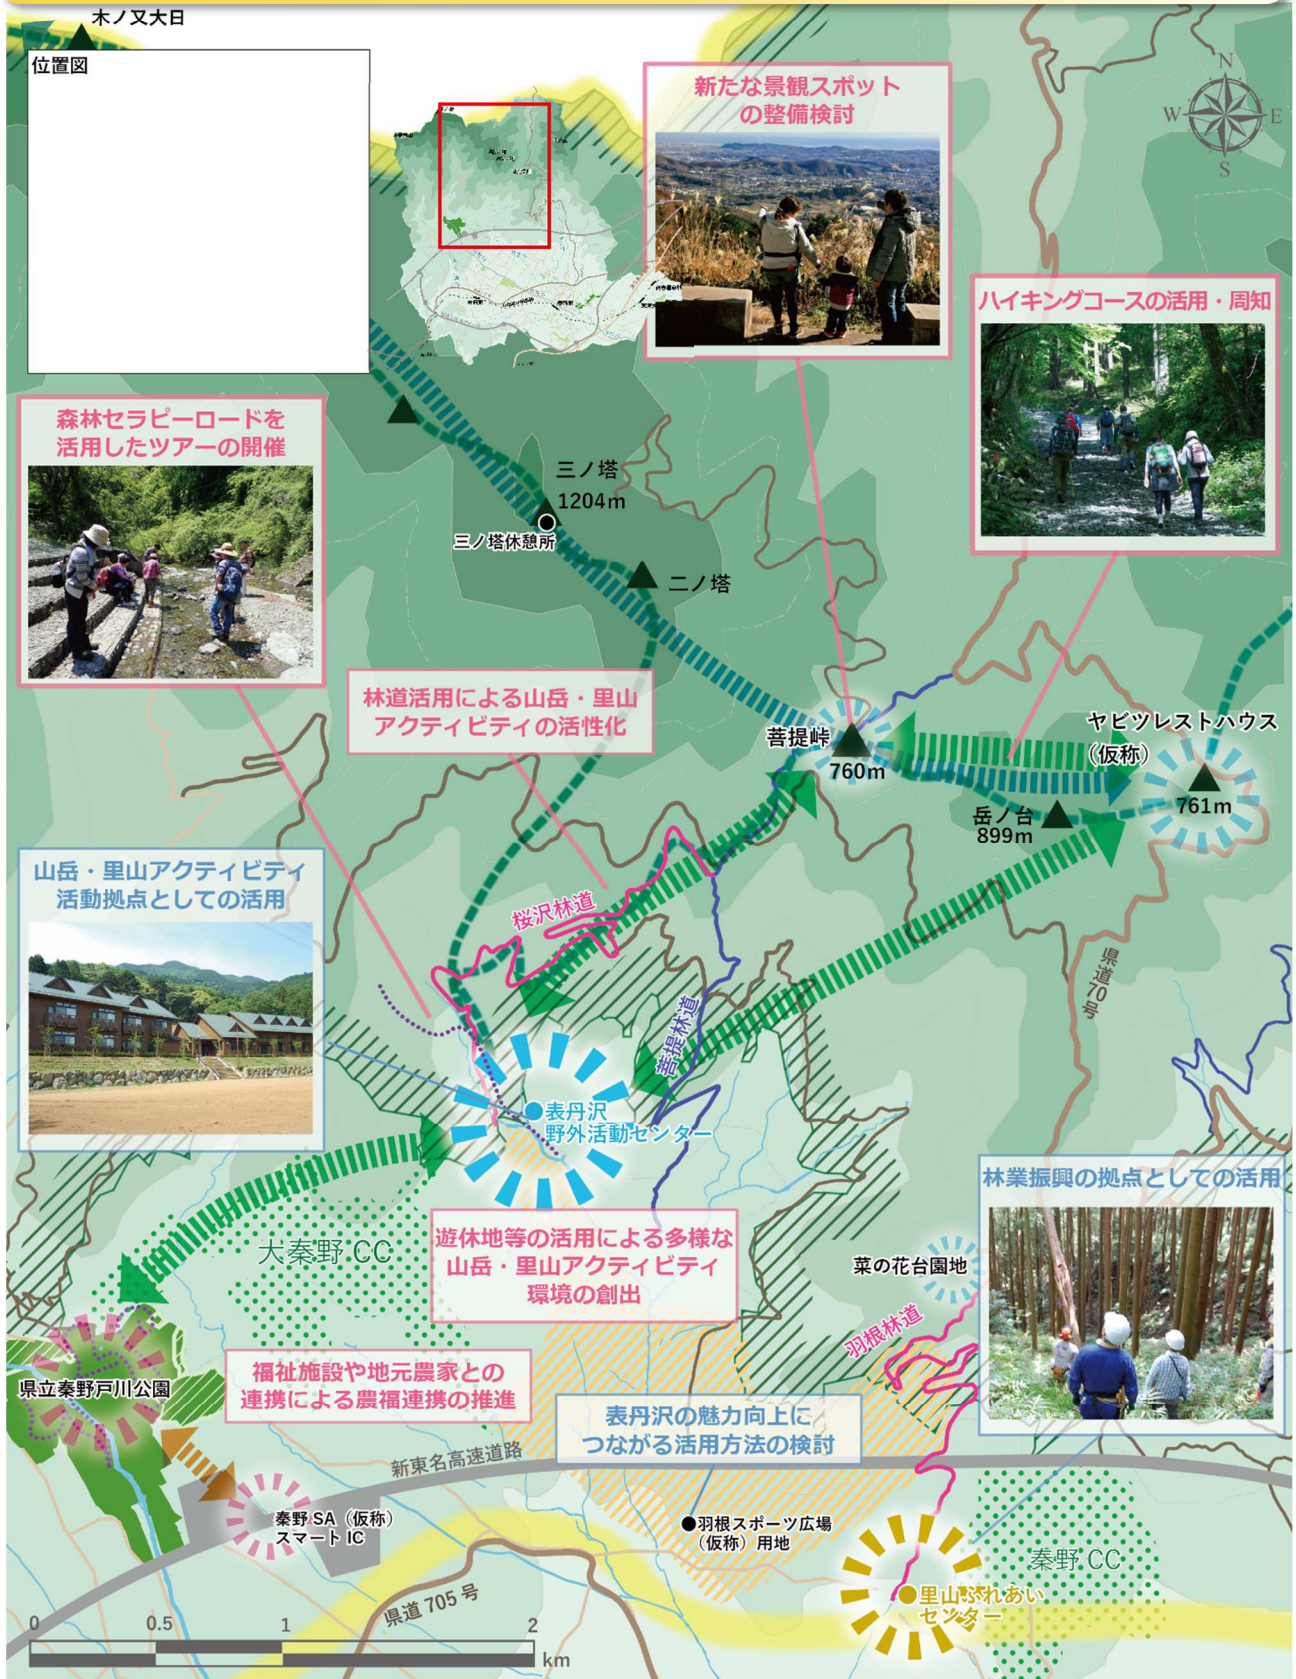 木ノ又大日
位置図
N
W
E
S
新たな景観スポット
の整備検討
ハイキングコースの活用・周知
森林セラピーロードを
活用したツアーの開催
三ノ塔
1204m
三ノ塔休憩所
二ノ塔
林道活用による山岳・里山
アクティビティの活性化
菩提峠
760m
ヤビツレストハウス
（仮称）
761m
岳ノ台
899m
山岳・里山アクティビティ
活動拠点としての活用
桜沢林道
県道70号
菩提林道
表丹沢
野外活動センター
林業振興の拠点としての活用
遊休地等の活用による多様な
山岳・里山アクティビティ
環境の創出
大秦野 CC
菜の花台園地
羽根林道
県立秦野戸川公園
福祉施設や地元農家との
連携による農福連携の推進
表丹沢の魅力向上に
つながる活用方法の検討
新東名高速道路
秦野 SA（仮称）
スマート IC
羽根スポーツ広場
（仮称）用地
秦野 CC
里山ふれあい
センター
県道 705 号
0
0.5
1
2
km